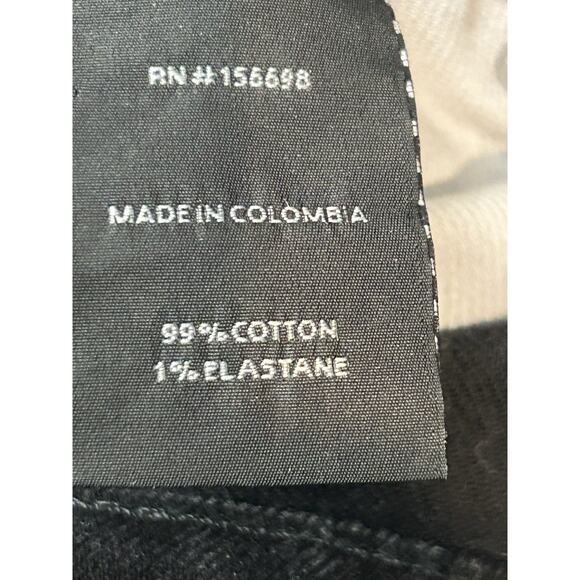 RN#156698
MADE IN COLOMBIA
99% COTTON
1% ELASTANE